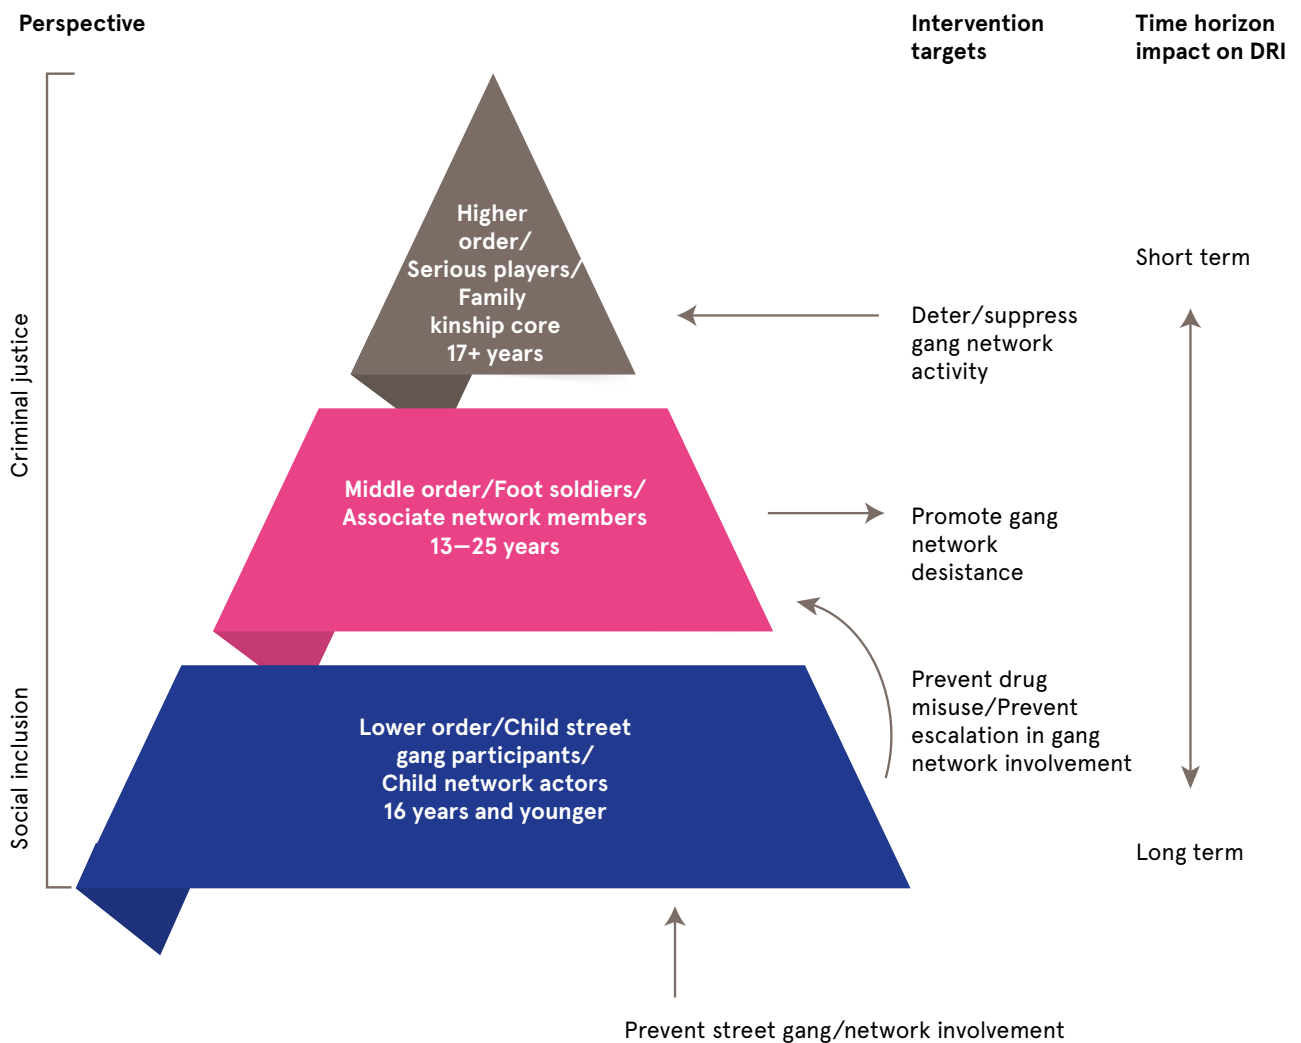 Perspective
Intervention
targets
Time horizon
impact on DRI
Criminal justice
Social inclusion
Higher
order/
Serious players/
Family
kinship core
17+ years
Middle order/Foot soldiers/
Associate network members
13—25 years
Lower order/Child street
gang participants/
Child network actors
16 years and younger
Deter/suppress
gang network
activity
Promote gang
network
desistance
Prevent drug
misuse/Prevent
escalation in gang
network involvement
Short term
Long term
Prevent street gang/network involvement